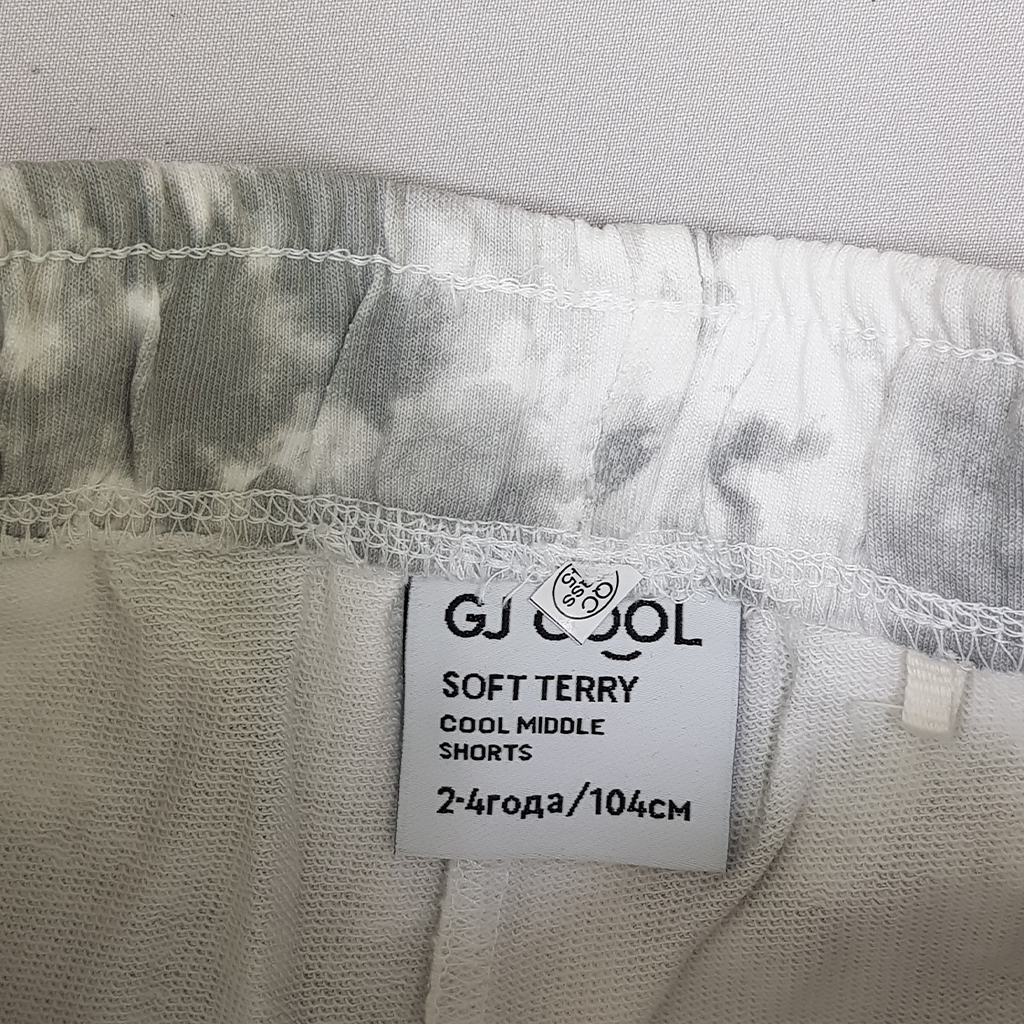 GJ COOL
SOFT TERRY
COOL MIDDLE
SHORTS
2-4года/104см